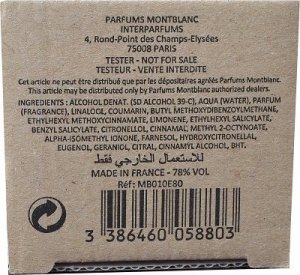 PARFUMS MONTBLANC
INTERPARFUMS
4, Rond-Point des Champs-Elysées
75008 PARIS
TESTER - NOT FOR SALE
TESTEUR - VENTE INTERDITE
Cet article ne peut être distribué que par les dépositaires agréés Parfums Montblanc.
This article may be distributed only by Parfums Montblanc authorized dealers.
INGREDIENTS : ALCOHOL DENAT. (SD ALCOHOL 39-C), AQUA (WATER), PARFUM
(FRAGRANCE), LINALOOL, COUMARIN, BUTYL METHOXYDIBENZOYLMETHANE,
ETHYLHEXYL METHOXYCINNAMATE, LIMONENE, ETHYLHEXYL SALICYLATE,
BENZYL SALICYLATE, CITRONELLOL, CINNAMAL, METHYL 2-OCTYNOATE,
ALPHA-ISOMETHYL IONONE, FARNESOL, HYDROXYCITRONELLAL,
EUGENOL, GERANIOL, CITRAL, CINNAMYL ALCOHOL.
للاستعمال الخارجي فقط
MADE IN FRANCE - 78% VOL
Réf: MB010E80
3 386460 058803